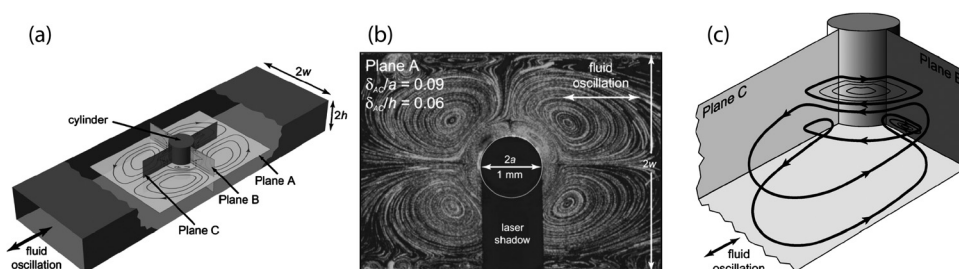 (a)
2w
2h
cylinder
Plane A
Plane B
Plane C
fluid
oscillation
(b)
Plane A
δAC/a = 0.09
δAC/h = 0.06
fluid
oscillation
2a
1 mm
2w
laser
shadow
(c)
Plane C
Plane B
fluid
oscillation